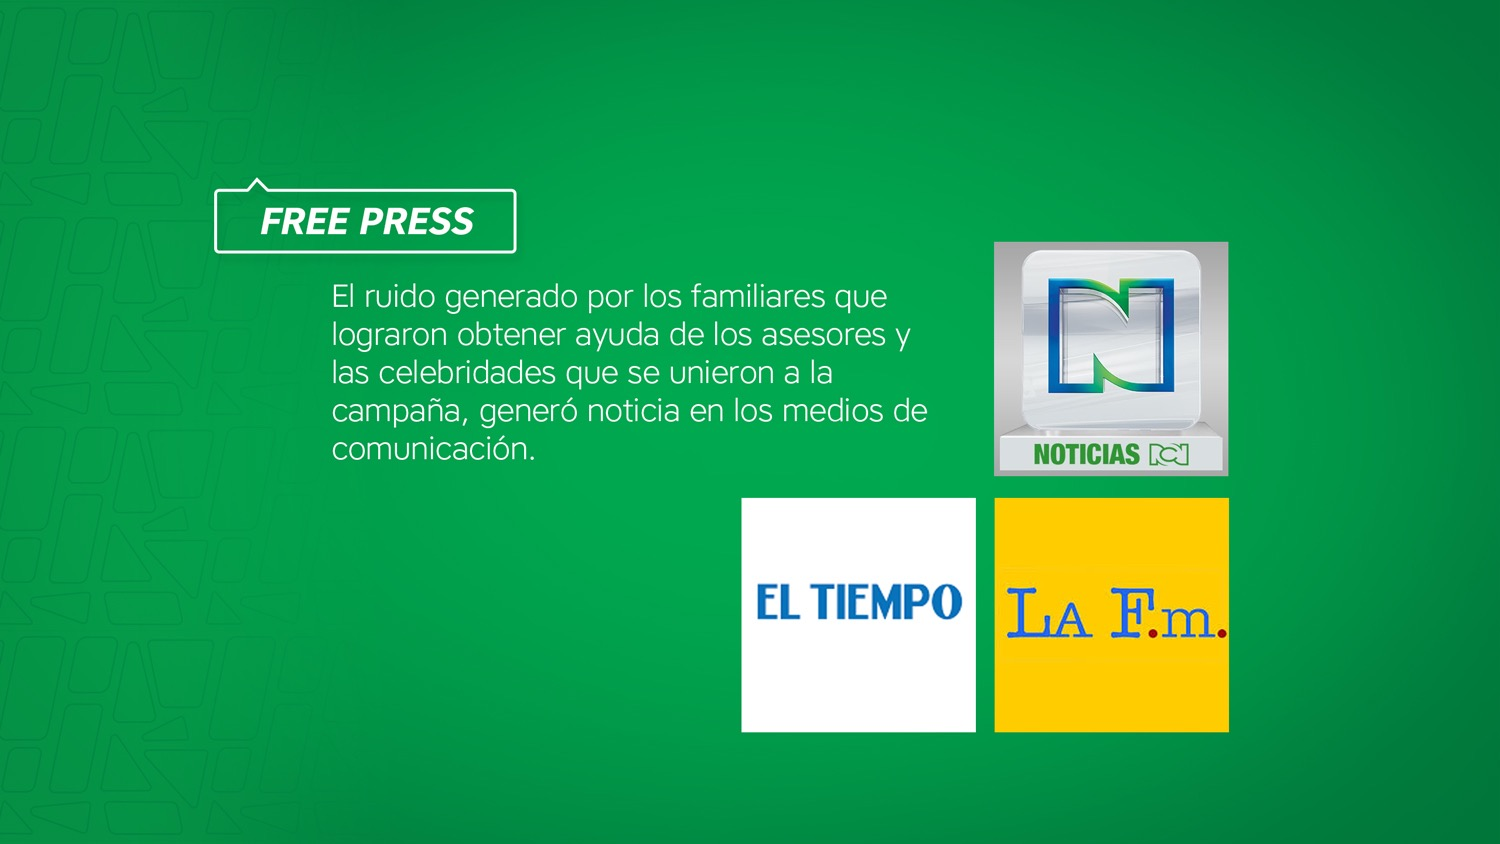 FREE PRESS
El ruido generado por los familiares que
lograron obtener ayuda de los asesores y
las celebridades que se unieron a la
campaña, generó noticia en los medios de
comunicación.
NOTICIAS RCN
EL TIEMPO
LA F.m.